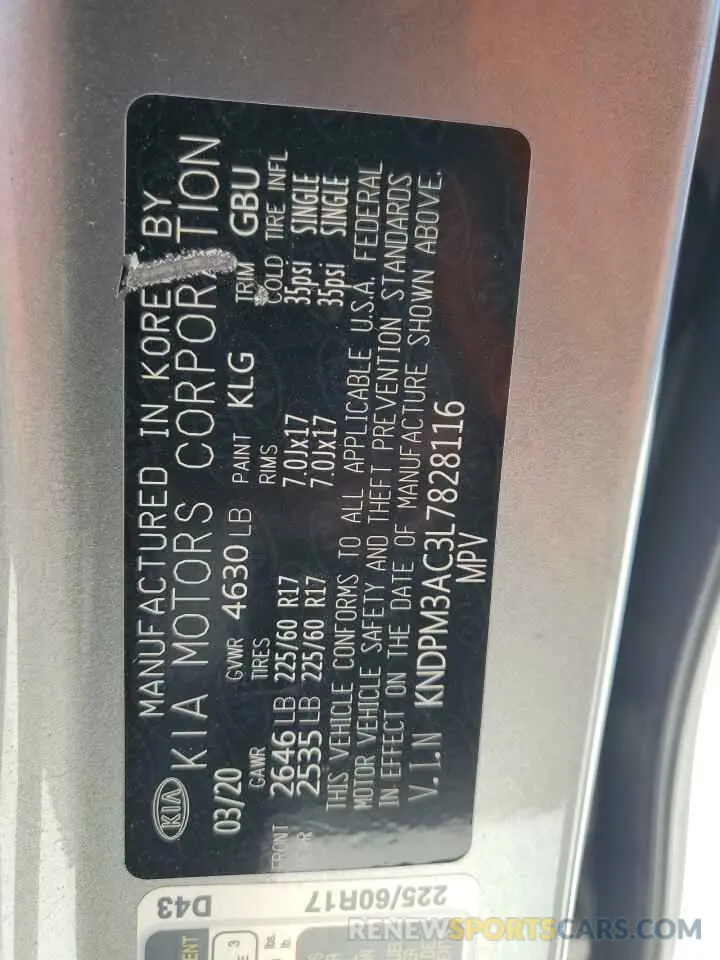 MANUFACTURED IN KOREA BY
KIA KIA MOTORS CORPORATION
03/20 GVWR 4630 LB PAINT KLG TRIM GBU
GAWR TIRES RIMS COLD TIRE INFL
FRONT 2646 LB 225/60 R17 7.0Jx17 35psi SINGLE
2535 LB 225/60 R17 7.0Jx17 35psi SINGLE
THIS VEHICLE CONFORMS TO ALL APPLICABLE U.S.A. FEDERAL
MOTOR VEHICLE SAFETY AND THEFT PREVENTION STANDARDS
IN EFFECT ON THE DATE OF MANUFACTURE SHOWN ABOVE.
V.I.N KNDPM3AC3L7828116
MPV
D43
225/60R17
RENEWSPORTCARS.COM